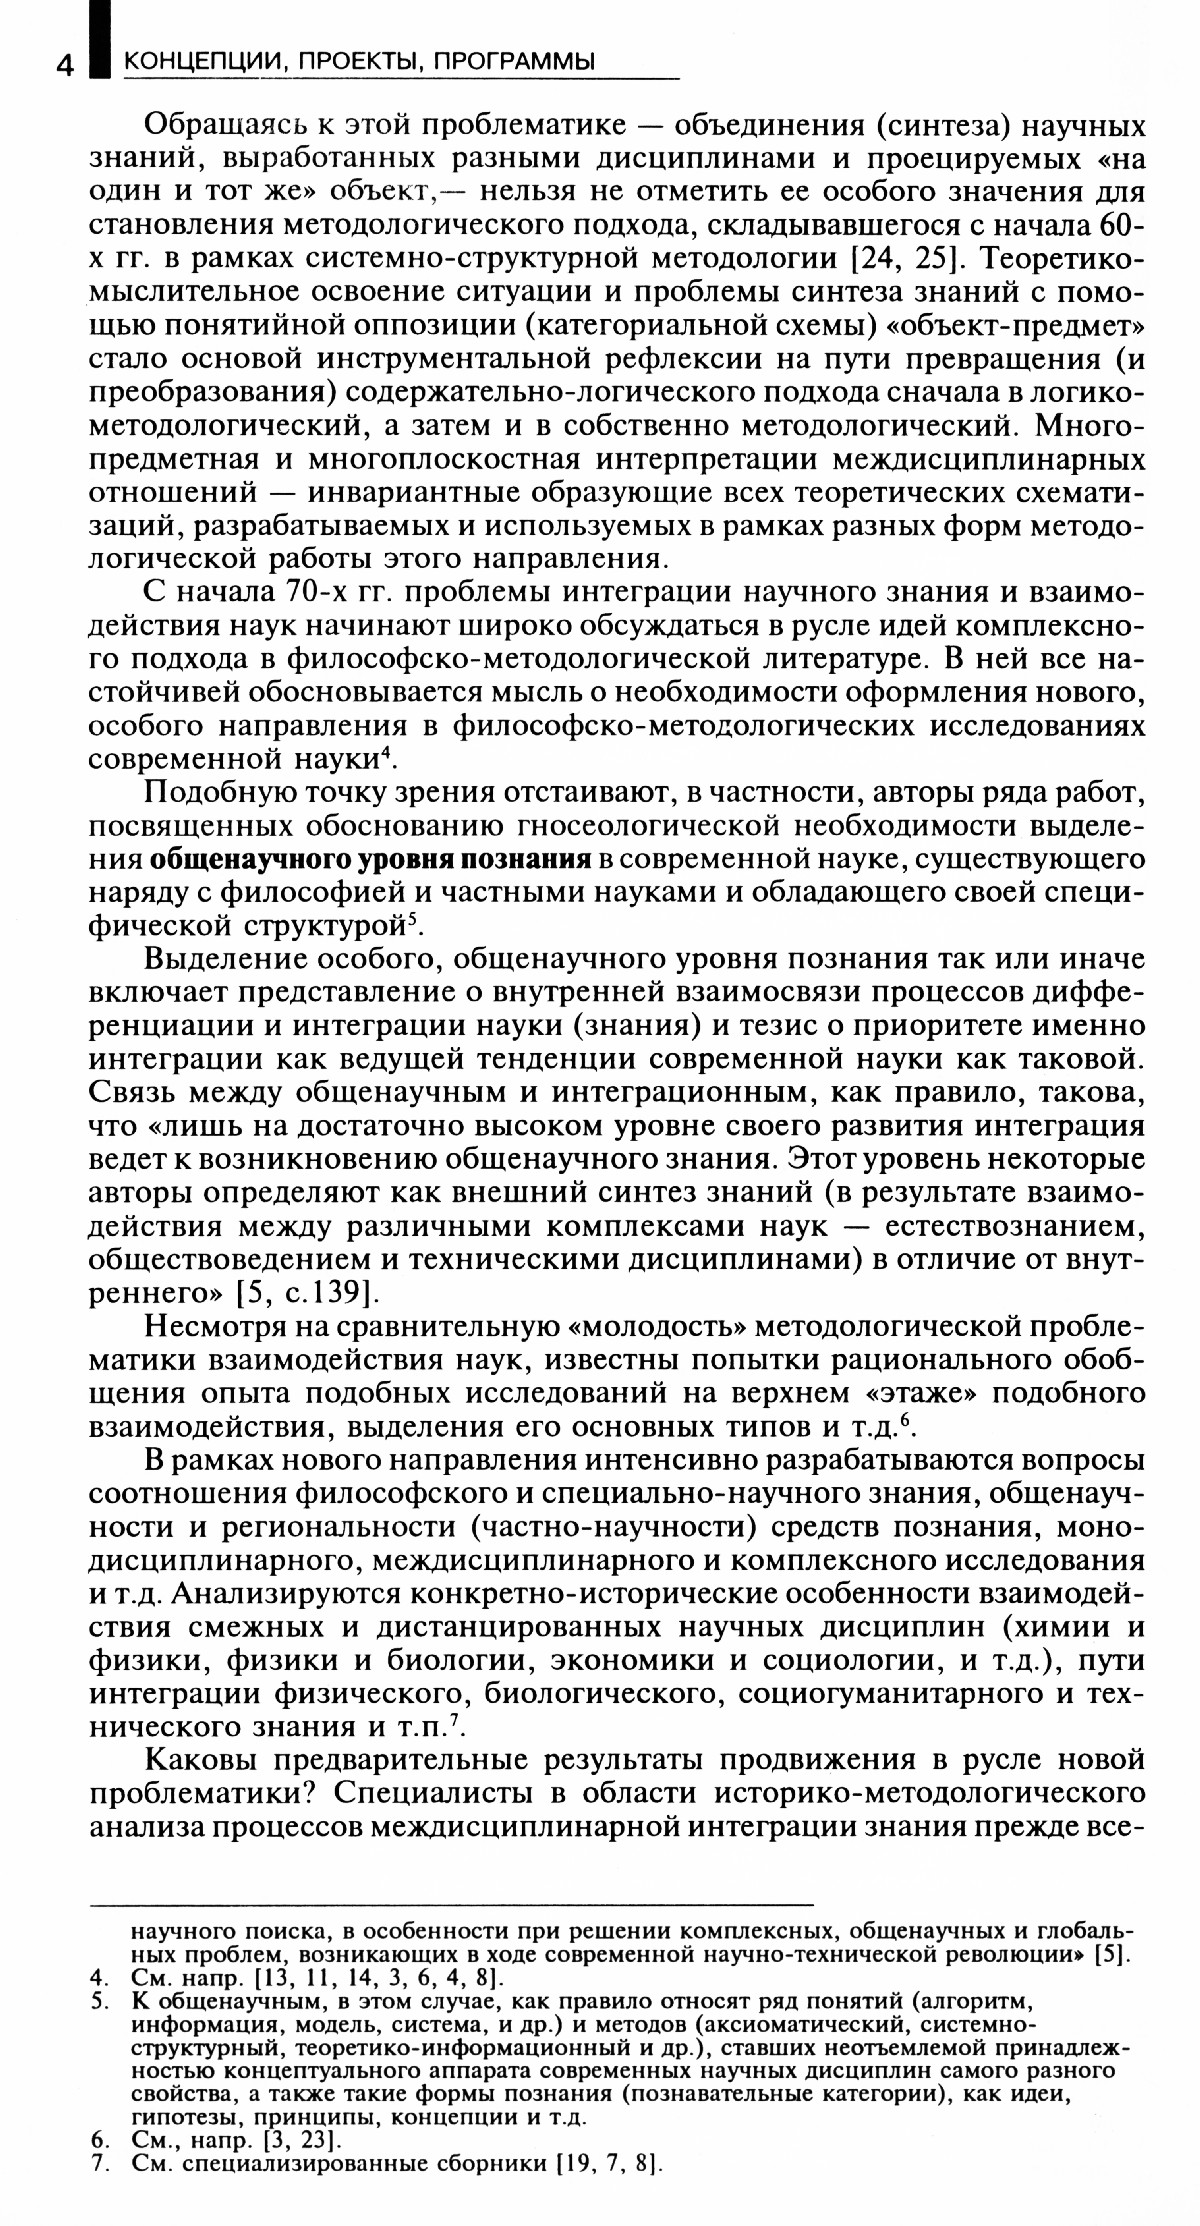 4 КОНЦЕПЦИИ, ПРОЕКТЫ, ПРОГРАММЫ
Обращаясь к этой проблематике — объединения (синтеза) научных
знаний, выработанных разными дисциплинами и проецируемых «на
один и тот же» объект,— нельзя не отметить ее особого значения для
становления методологического подхода, складывавшегося с начала 60-
х гг. в рамках системно-структурной методологии [24, 25]. Теоретико-
мыслительное освоение ситуации и проблемы синтеза знаний с помо-
щью понятийной оппозиции (категориальной схемы) «объект-предмет»
стало основой инструментальной рефлексии на пути превращения (и
преобразования) содержательно-логического подхода сначала в логико-
методологический, а затем и в собственно методологический. Много-
предметная и многоплоскостная интерпретации междисциплинарных
отношений — инвариантные образующие всех теоретических схемати-
заций, разрабатываемых и используемых в рамках разных форм методо-
логической работы этого направления.
С начала 70-х гг. проблемы интеграции научного знания и взаимо-
действия наук начинают широко обсуждаться в русле идей комплексно-
го подхода в философско-методологической литературе. В ней все на-
стойчивей обосновывается мысль о необходимости оформления нового,
особого направления в философско-методологических исследованиях
современной науки⁴.
Подобную точку зрения отстаивают, в частности, авторы ряда работ,
посвященных обоснованию гносеологической необходимости выделе-
ния общенаучного уровня познания в современной науке, существующего
наряду с философией и частными науками и обладающего своей специ-
фической структурой⁵.
Выделение особого, общенаучного уровня познания так или иначе
включает представление о внутренней взаимосвязи процессов диффе-
ренциации и интеграции науки (знания) и тезис о приоритете именно
интеграции как ведущей тенденции современной науки как таковой.
Связь между общенаучным и интеграционным, как правило, такова,
что «лишь на достаточно высоком уровне своего развития интеграция
ведет к возникновению общенаучного знания. Этот уровень некоторые
авторы определяют как внешний синтез знаний (в результате взаимо-
действия между различными комплексами наук — естествознанием,
обществоведением и техническими дисциплинами) в отличие от внут-
реннего» [5, с.139].
Несмотря на сравнительную «молодость» методологической пробле-
матики взаимодействия наук, известны попытки рационального обоб-
щения опыта подобных исследований на верхнем «этаже» подобного
взаимодействия, выделения его основных типов и т.д.⁶.
В рамках нового направления интенсивно разрабатываются вопросы
соотношения философского и специально-научного знания, общенауч-
ности и региональности (частно-научности) средств познания, моно-
дисциплинарного, междисциплинарного и комплексного исследования
и т.д. Анализируются конкретно-исторические особенности взаимодей-
ствия смежных и дистанцированных научных дисциплин (химии и
физики, физики и биологии, экономики и социологии, и т.д.), пути
интеграции физического, биологического, социогуманитарного и тех-
нического знания и т.п.⁷.
Каковы предварительные результаты продвижения в русле новой
проблематики? Специалисты в области историко-методологического
анализа процессов междисциплинарной интеграции знания прежде все-
научного поиска, в особенности при решении комплексных, общенаучных и глобаль-
ных проблем, возникающих в ходе современной научно-технической революции» [5].
4. См. напр. [13, 11, 14, 3, 6, 4, 8].
5. К общенаучным, в этом случае, как правило относят ряд понятий (алгоритм,
информация, модель, система, и др.) и методов (аксиоматический, системно-
структурный, теоретико-информационный и др.), ставших неотъемлемой принадлеж-
ностью концептуального аппарата современных научных дисциплин самого разного
свойства, а также такие формы познания (познавательные категории), как идеи,
гипотезы, принципы, концепции и т.д.
6. См., напр. [3, 23].
7. См. специализированные сборники [19, 7, 8].